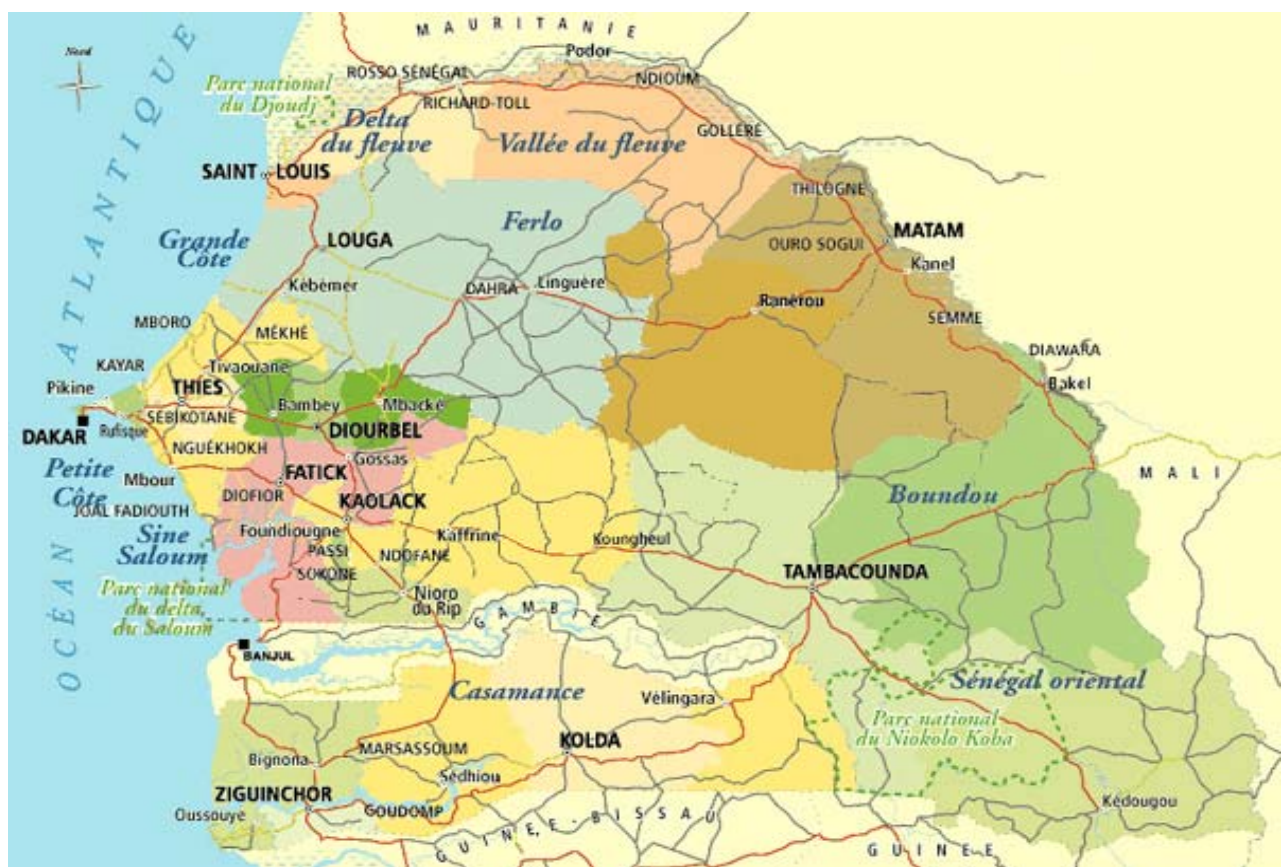 Nord
MAURITANIE
Podor
ROSSO SÉNÉGAL
NDIOUM
Parc national
du Djoudj
RICHARD-TOLL
Delta
du fleuve
Vallée du fleuve
GOLLÉRÉ
OCÉAN ATLANTIQUE
SAINT LOUIS
THILOGNE
Grande
Côte
LOUGA
Ferlo
OURO SOGUI
MATAM
Kanel
Kébémer
DAHRA
Linguère
Ranérou
MBORO
MÉKHÉ
SEMME
KAYAR
Tivaouane
DIAWARA
Pikine
THIES
Bakel
Bambey
Mbacké
DAKAR
Rufisque
SÉBIKOTANE
DIOURBEL
NGUÉKHOKH
Gossas
Petite
Côte
Mbour
FATICK
MALI
DIOFIOR
KAOLACK
Boundou
JOAL FADIOUTH
Sine
Saloum
Foundiougne
Kaffrine
Koungheul
PASSI
NDOFANE
SOKONE
TAMBACOUNDA
Parc national
du delta
du Saloum
Nioro
du Rip
GAMBIE
BANJUL
Casamance
Vélingara
Sénégal oriental
Parc national
du Niokolo Koba
MARSASSOUM
KOLDA
Bignona
Sédhiou
ZIGUINCHOR
GOUDOMP
Kédougou
Oussouye
GUINEE-BISSAU
GUINEE